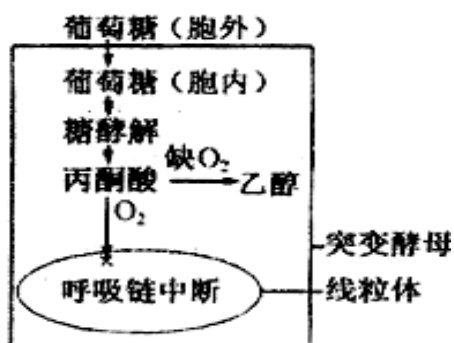 葡萄糖（胞外）
葡萄糖（胞内）
糖酵解
缺O₂
丙酮酸
乙醇
O₂
突变酵母
呼吸链中断
线粒体